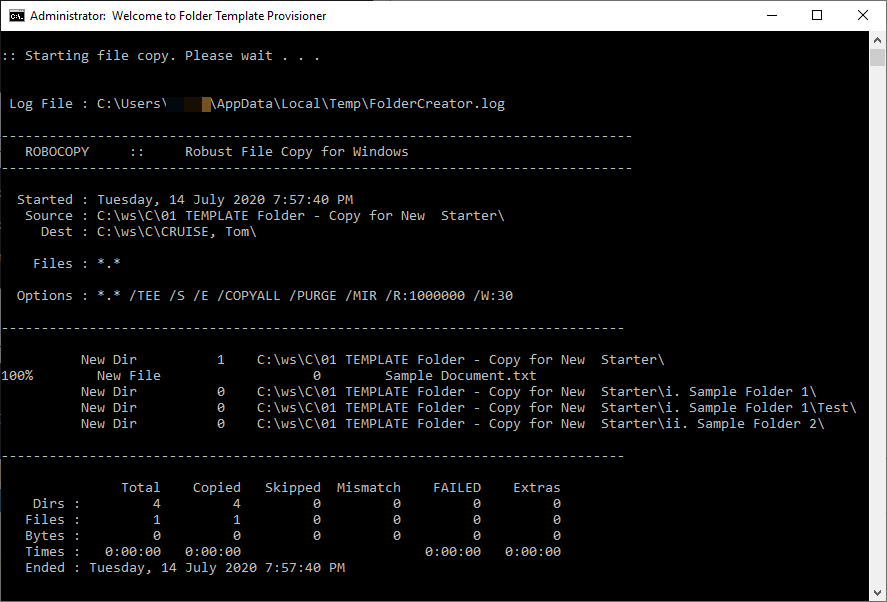 Administrator:  Welcome to Folder Template Provisioner
:: Starting file copy. Please wait . . .
Log File : C:\Users\ \AppData\Local\Temp\FolderCreator.log
-------------------------------------------------------------------------------
ROBOCOPY     ::     Robust File Copy for Windows
-------------------------------------------------------------------------------
Started : Tuesday, 14 July 2020 7:57:40 PM
Source : C:\ws\C\01 TEMPLATE Folder - Copy for New  Starter\
Dest : C:\ws\C\CRUISE, Tom\
Files : *.*
Options : *.* /TEE /S /E /COPYALL /PURGE /MIR /R:1000000 /W:30
------------------------------------------------------------------------------
New Dir          1    C:\ws\C\01 TEMPLATE Folder - Copy for New  Starter\
100%        New File                   0        Sample Document.txt
New Dir          0    C:\ws\C\01 TEMPLATE Folder - Copy for New  Starter\i. Sample Folder 1\
New Dir          0    C:\ws\C\01 TEMPLATE Folder - Copy for New  Starter\i. Sample Folder 1\Test\
New Dir          0    C:\ws\C\01 TEMPLATE Folder - Copy for New  Starter\ii. Sample Folder 2\
------------------------------------------------------------------------------
Total    Copied   Skipped  Mismatch    FAILED    Extras
Dirs :         4         4         0         0         0         0
Files :         1         1         0         0         0         0
Bytes :         0         0         0         0         0         0
Times :   0:00:00   0:00:00                       0:00:00   0:00:00
Ended : Tuesday, 14 July 2020 7:57:40 PM